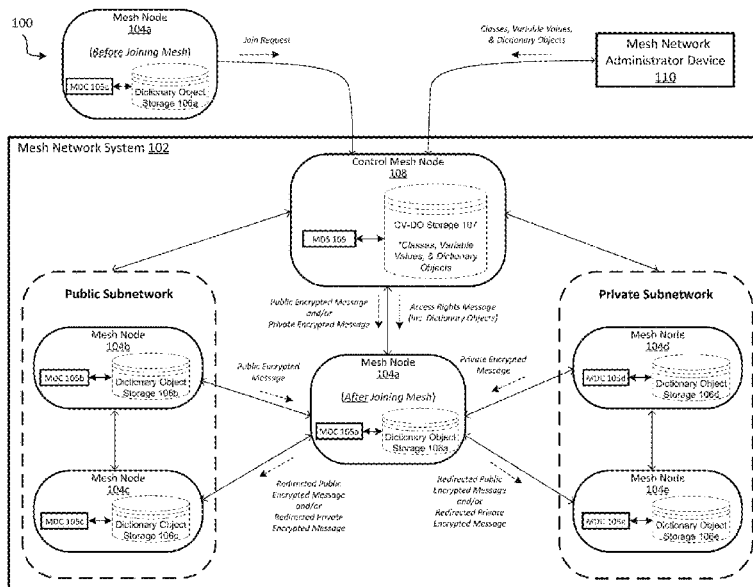 100
Mesh Node
104a
(Before Joining Mesh)
MDC 105a
Dictionary Object
Storage 106a
Join Request
Classes, Variable Values,
& Dictionary Objects
Mesh Network
Administrator Device
110
Mesh Network System 102
Control Mesh Node
108
MDS 109
CV-DO Storage 107
*Classes, Variable
Values, &
Dictionary
Objects
Public Subnetwork
Mesh Node
104b
MDC 105b
Dictionary Object
Storage 106b
Mesh Node
104c
MDC 105c
Dictionary Object
Storage 106c
Public Encrypted Message
and/or
Private Encrypted Message
Access Rights Message
(Inc. Dictionary Objects)
Public Encrypted
Message
Mesh Node
104a
(After Joining Mesh)
MDC 105a
Dictionary Object
Storage 106a
Private Encrypted
Message
Redirected Public
Encrypted Message
and/or
Redirected Private
Encrypted Message
Redirected Public
Encrypted Message
and/or
Redirected Private
Encrypted Message
Private Subnetwork
Mesh Node
104d
MDC 105d
Dictionary Object
Storage 106d
Mesh Node
104e
MDC 105e
Dictionary Object
Storage 106e